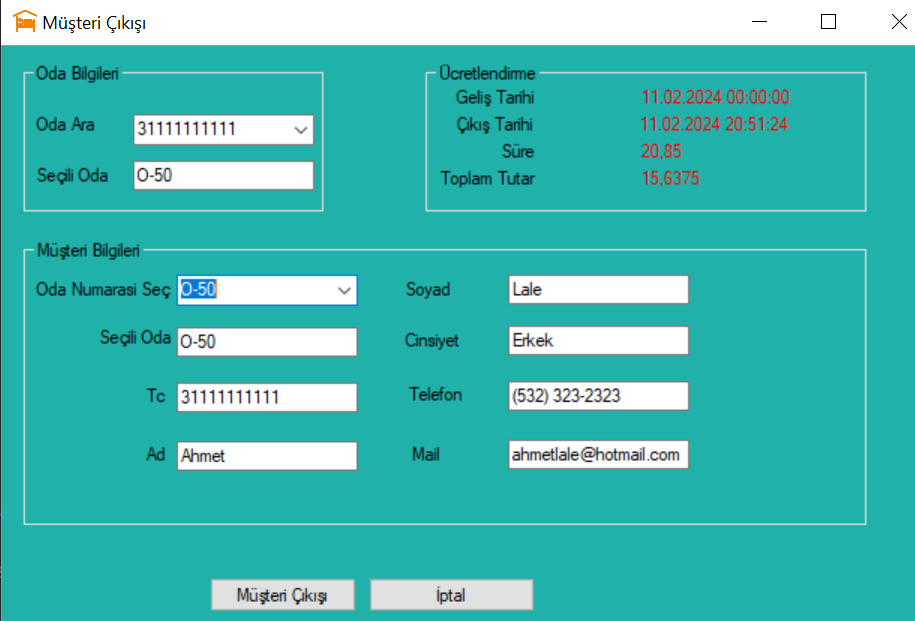 Müşteri Çıkışı
Oda Bilgileri
Oda Ara 31111111111
Seçili Oda O-50
Ücretlendirme
Geliş Tarihi 11.02.2024 00:00:00
Çıkış Tarihi 11.02.2024 20:51:24
Süre 20,85
Toplam Tutar 15,6375
Müşteri Bilgileri
Oda Numarasi Seç O-50
Seçili Oda O-50
Tc 31111111111
Ad Ahmet
Soyad Lale
Cinsiyet Erkek
Telefon (532) 323-2323
Mail ahmetlale@hotmail.com
Müşteri Çıkışı
İptal